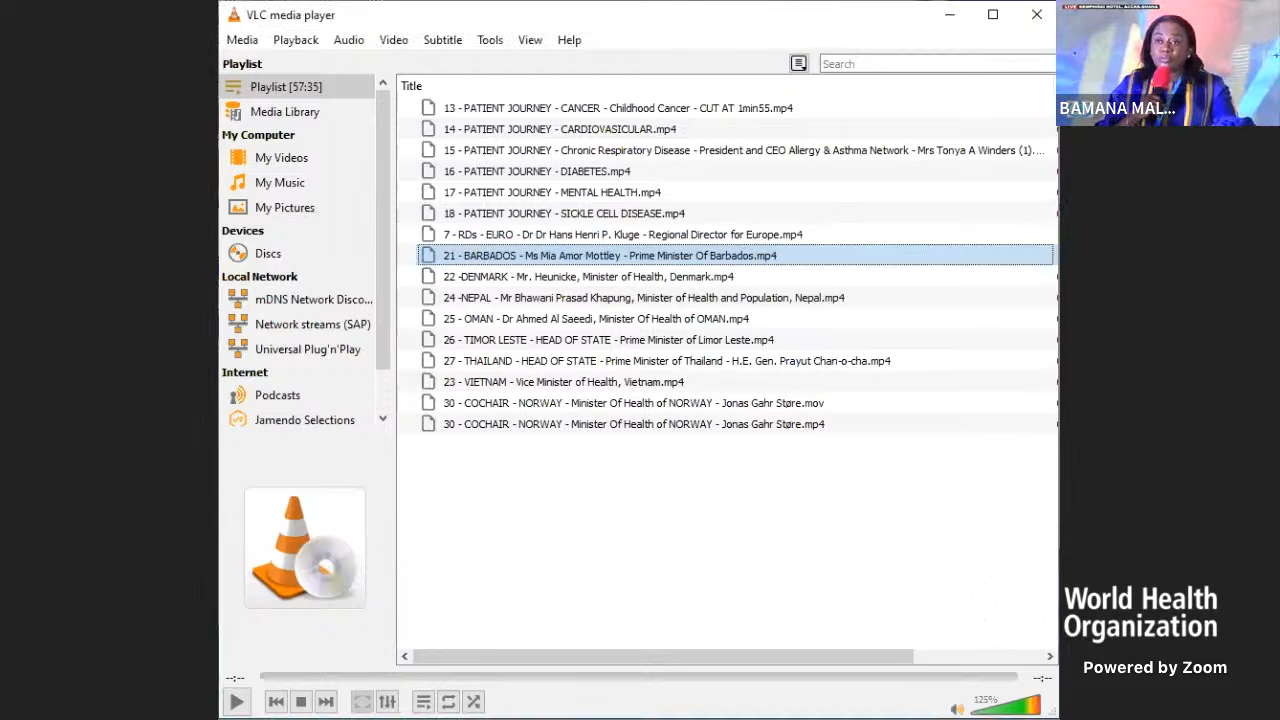 VLC media player
Media Playback Audio Video Subtitle Tools View Help
Playlist
Search
Playlist [57:35]
Media Library
My Computer
My Videos
My Music
My Pictures
Devices
Discs
Local Network
mDNS Network Disco...
Network streams (SAP)
Universal Plug'n'Play
Internet
Podcasts
Jamendo Selections
Title
13 - PATIENT JOURNEY - CANCER - Childhood Cancer - CUT AT 1min55.mp4
14 - PATIENT JOURNEY - CARDIOVASCULAR.mp4
15 - PATIENT JOURNEY - Chronic Respiratory Disease - President and CEO Allergy & Asthma Network - Mrs Tonya A Winders (1)....
16 - PATIENT JOURNEY - DIABETES.mp4
17 - PATIENT JOURNEY - MENTAL HEALTH.mp4
18 - PATIENT JOURNEY - SICKLE CELL DISEASE.mp4
7 - RDs - EURO - Dr Dr Hans Henri P. Kluge - Regional Director for Europe.mp4
21 - BARBADOS - Ms Mia Amor Mottley - Prime Minister Of Barbados.mp4
22 -DENMARK - Mr. Heunicke, Minister of Health, Denmark.mp4
24 -NEPAL - Mr Bhawani Prasad Khapung, Minister of Health and Population, Nepal.mp4
25 - OMAN - Dr Ahmed Al Saeedi, Minister Of Health of OMAN.mp4
26 - TIMOR LESTE - HEAD OF STATE - Prime Minister of Limor Leste.mp4
27 - THAILAND - HEAD OF STATE - Prime Minister of Thailand - H.E. Gen. Prayut Chan-o-cha.mp4
23 - VIETNAM - Vice Minister of Health, Vietnam.mp4
30 - COCHAIR - NORWAY - Minister Of Health of NORWAY - Jonas Gahr Støre.mov
30 - COCHAIR - NORWAY - Minister Of Health of NORWAY - Jonas Gahr Støre.mp4
--:--
--:--
125%
LIVE KEMPINSKI HOTEL, ACCRA-GHANA
BAMANA MAL...
World Health
Organization
Powered by Zoom